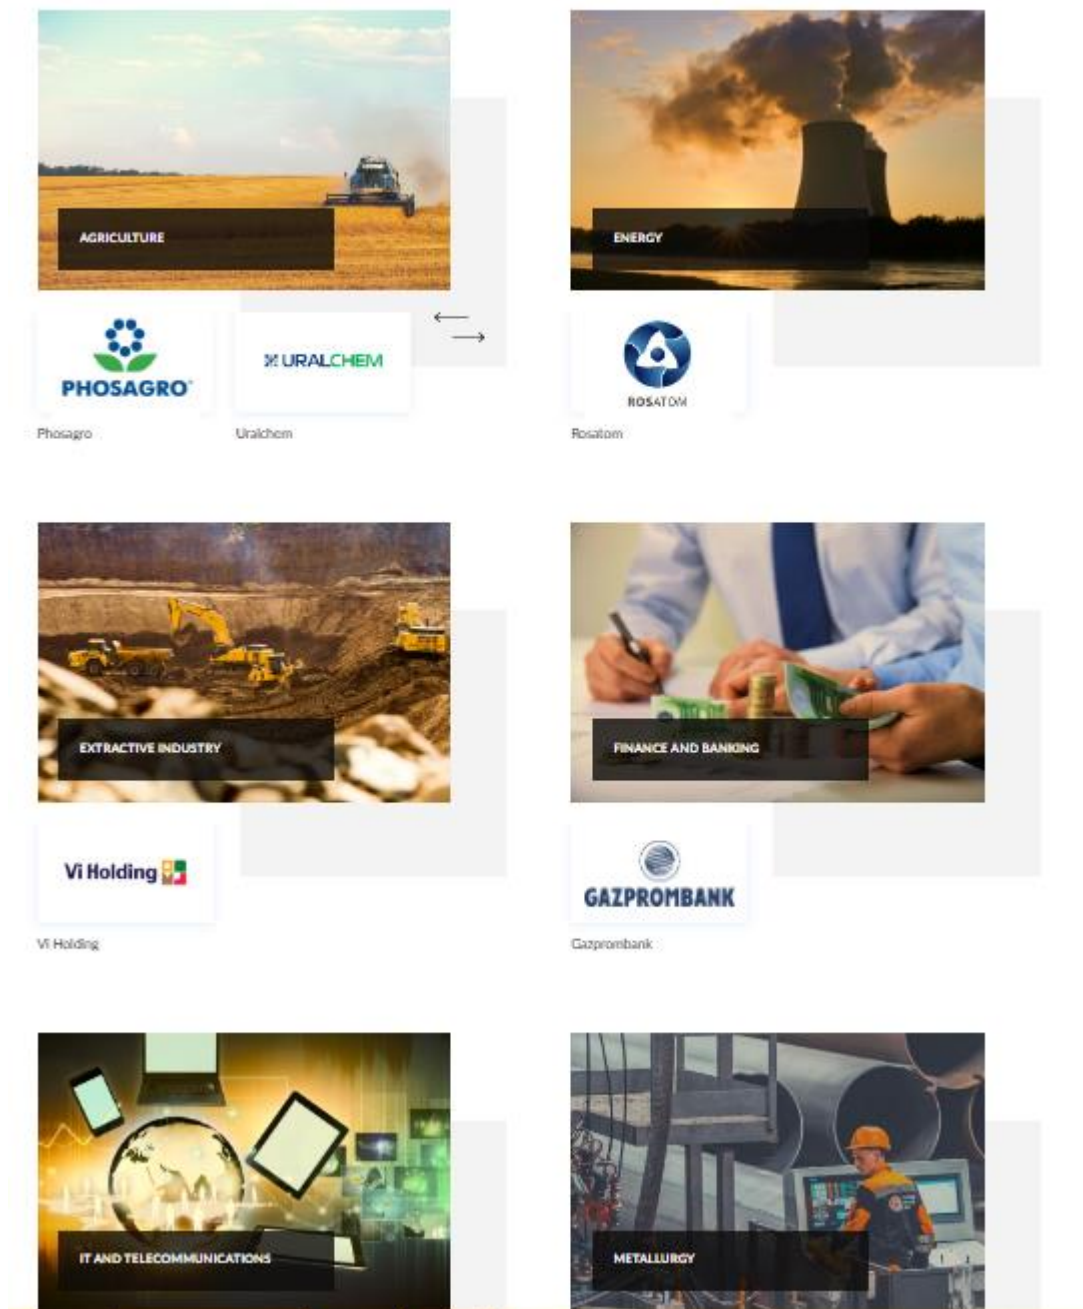 AGRICULTURE
ENERGY
PHOSAGRO®
URALCHEM
ROSATOM
Phosagro
Uralchem
Rosatom
EXTRACTIVE INDUSTRY
FINANCE AND BANKING
Vi Holding
GAZPROMBANK
Vi Holding
Gazprombank
IT AND TELECOMMUNICATIONS
METALLURGY